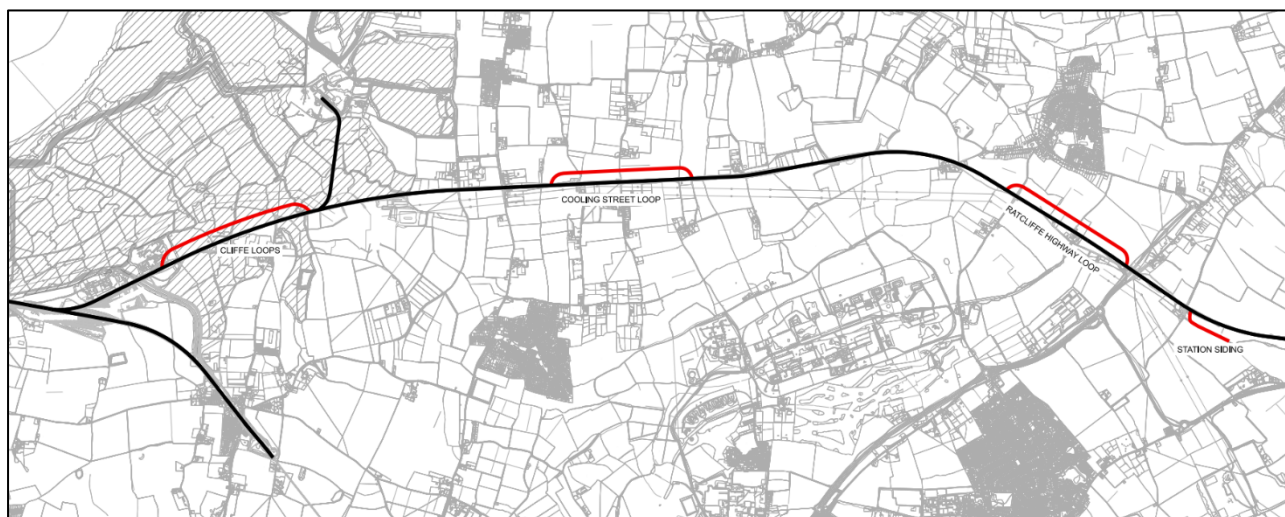 CLIFFE LOOPS
COOLING STREET LOOP
RATCLIFFE HIGHWAY LOOP
STATION SIDING